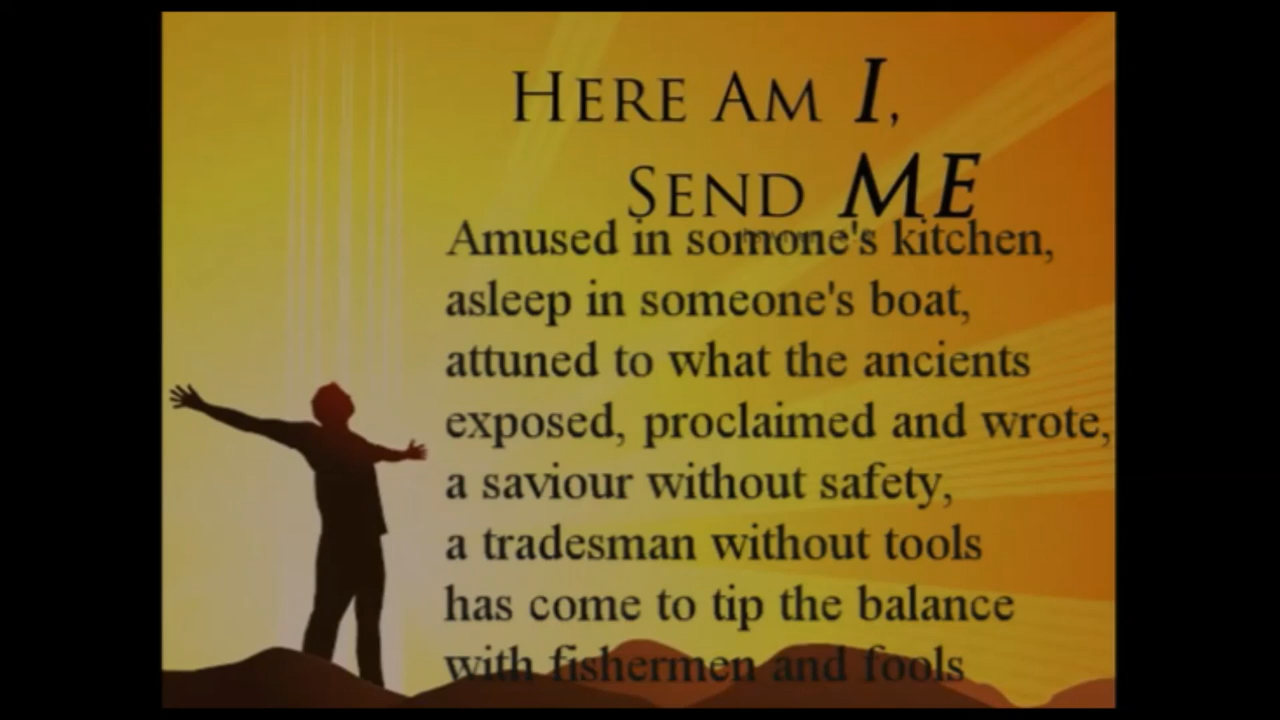 HERE AM I,
SEND ME
Amused in somone's kitchen,
asleep in someone's boat,
attuned to what the ancients
exposed, proclaimed and wrote,
a saviour without safety,
a tradesman without tools
has come to tip the balance
with fishermen and fools